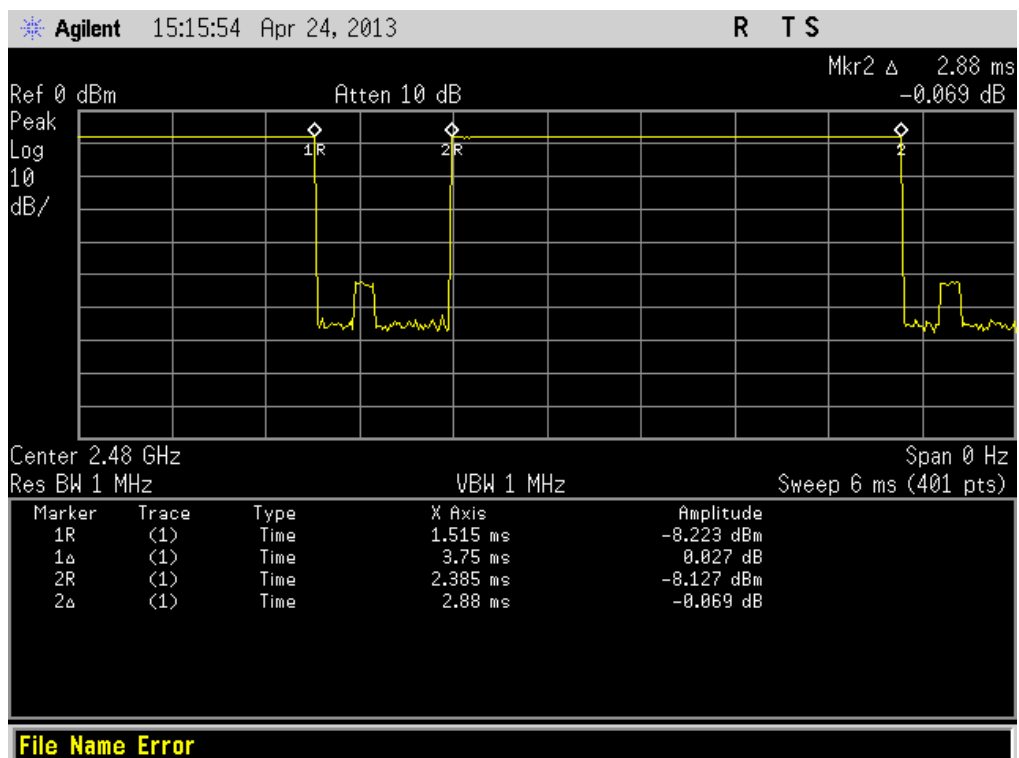 Agilent 15:15:54 Apr 24, 2013 R T S
Mkr2 Δ 2.88 ms
Ref 0 dBm Atten 10 dB -0.069 dB
Peak
Log
10
dB/
1R 2R 2
Center 2.48 GHz Span 0 Hz
Res BW 1 MHz VBW 1 MHz Sweep 6 ms (401 pts)
Marker Trace Type X Axis Amplitude
1R (1) Time 1.515 ms -8.223 dBm
1Δ (1) Time 3.75 ms 0.027 dB
2R (1) Time 2.385 ms -8.127 dBm
2Δ (1) Time 2.88 ms -0.069 dB
File Name Error